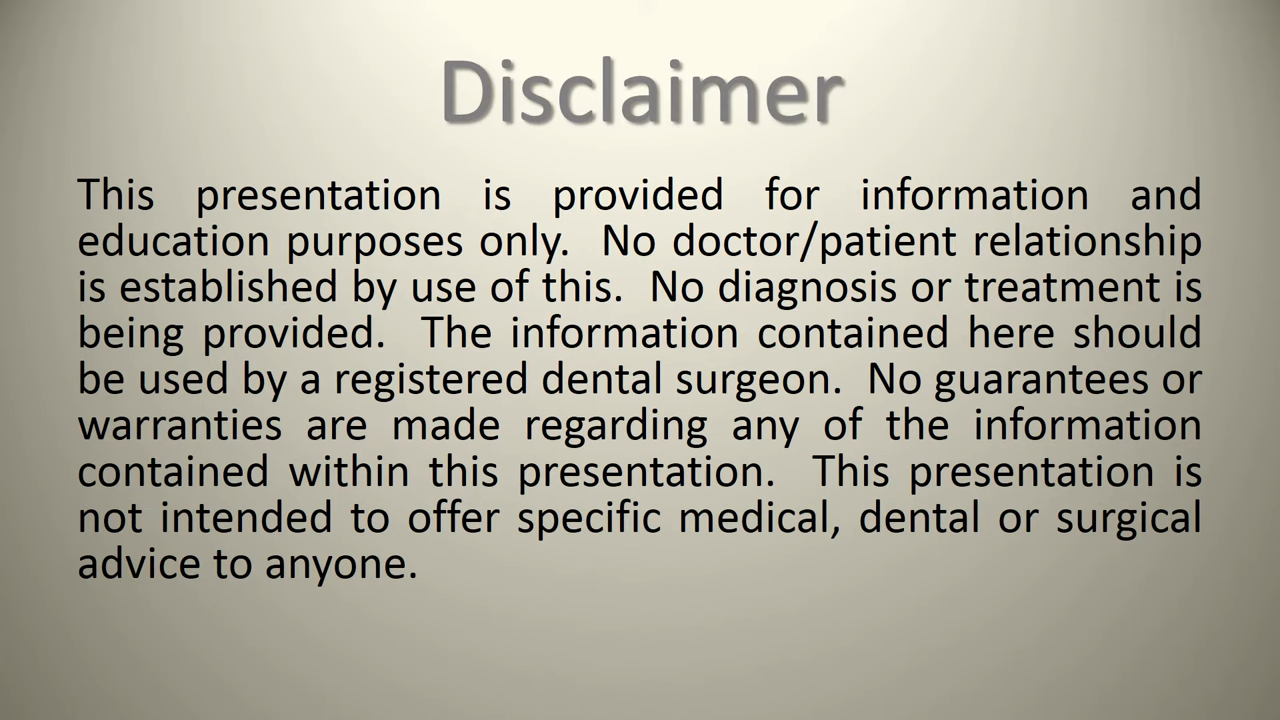 Disclaimer
This presentation is provided for information and
education purposes only.  No doctor/patient relationship
is established by use of this.  No diagnosis or treatment is
being provided.  The information contained here should
be used by a registered dental surgeon.  No guarantees or
warranties are made regarding any of the information
contained within this presentation.  This presentation is
not intended to offer specific medical, dental or surgical
advice to anyone.